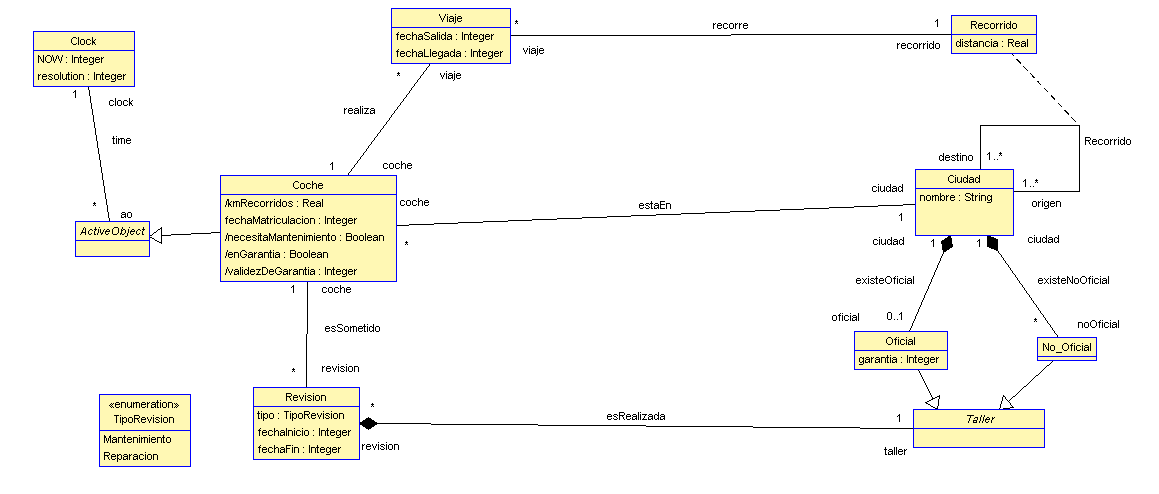 Viaje
fechaSalida : Integer
fechaLlegada : Integer
*
viaje
recorre
1
recorrido
Recorrido
distancia : Real
Clock
NOW : Integer
resolution : Integer
1
clock
time
*
ao
ActiveObject
*
viaje
realiza
1
coche
Recorrido
destino
1..*
1..*
origen
Ciudad
nombre : String
Coche
/kmRecorridos : Real
fechaMatriculacion : Integer
/necesitaMantenimiento : Boolean
/enGarantia : Boolean
/validezDeGarantia : Integer
coche
*
estaEn
ciudad
1
ciudad
1
1
ciudad
existeOficial
existeNoOficial
oficial
0..1
*
noOficial
Oficial
garantia : Integer
No_Oficial
1
coche
esSometido
*
revision
Revision
tipo : TipoRevision
fechaInicio : Integer
fechaFin : Integer
*
revision
esRealizada
1
taller
Taller
«enumeration»
TipoRevision
Mantenimiento
Reparacion